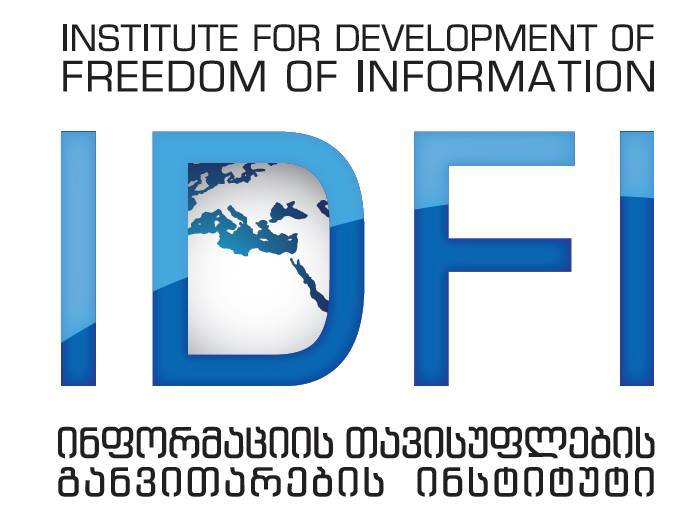 INSTITUTE FOR DEVELOPMENT OF
FREEDOM OF INFORMATION
IDFI
ინფორმაციის თავისუფლების
განვითარების ინსტიტუტი